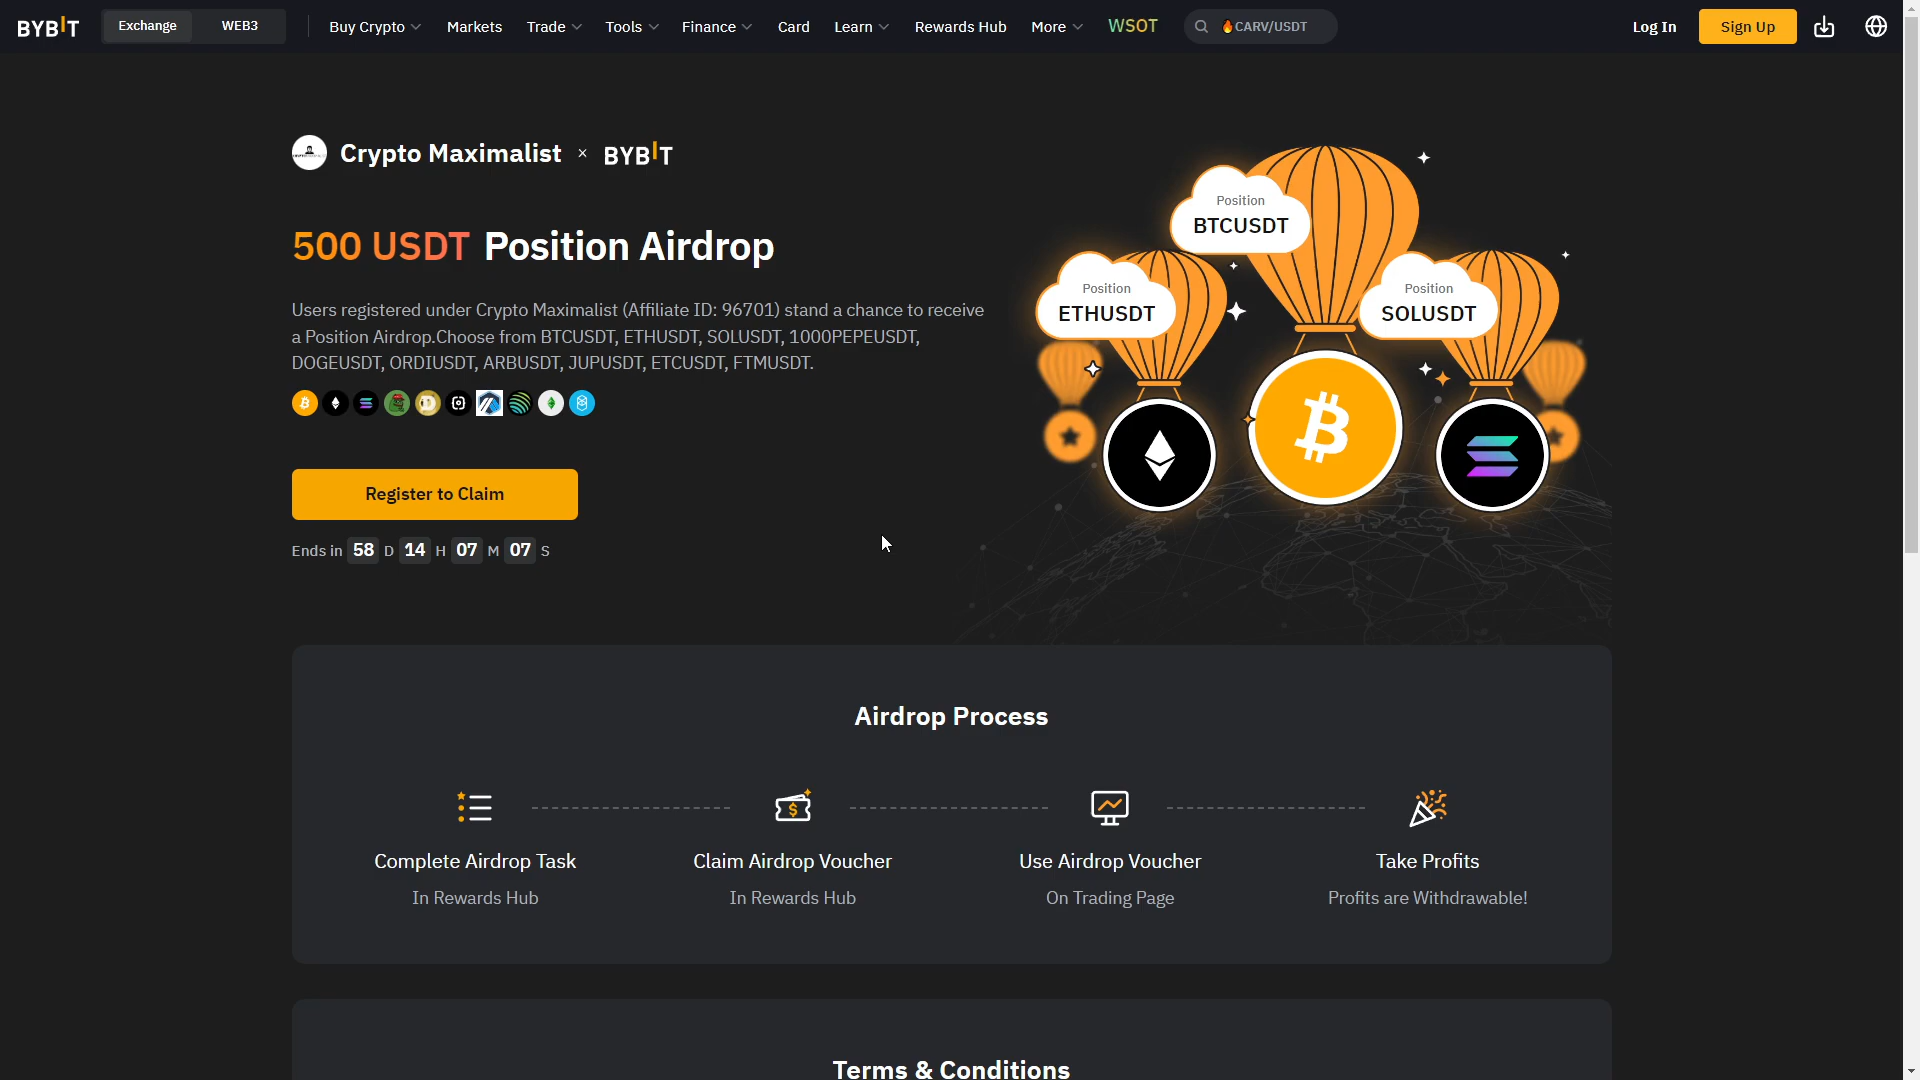 BYBIT Exchange WEB3 Buy Crypto Markets Trade Tools Finance Card Learn Rewards Hub More WSOT CARV/USDT Log In Sign Up
Crypto Maximalist × BYBIT
500 USDT Position Airdrop
Users registered under Crypto Maximalist (Affiliate ID: 96701) stand a chance to receive
a Position Airdrop.Choose from BTCUSDT, ETHUSDT, SOLUSDT, 1000PEPEUSDT,
DOGEUSDT, ORDIUSDT, ARBUSDT, JUPUSDT, ETCUSDT, FTMUSDT.
Register to Claim
Ends in 58 D 14 H 07 M 07 S
Position
BTCUSDT
Position
ETHUSDT
Position
SOLUSDT
Airdrop Process
Complete Airdrop Task
In Rewards Hub
Claim Airdrop Voucher
In Rewards Hub
Use Airdrop Voucher
On Trading Page
Take Profits
Profits are Withdrawable!
Terms & Conditions